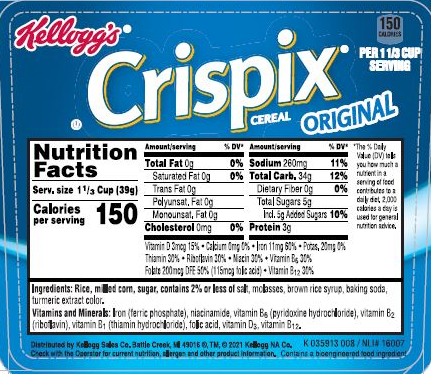 Kellogg's®
150
CALORIES
PER 1 1/3 CUP
SERVING
Crispix®
CEREAL
ORIGINAL
Nutrition
Facts
Serv. size 1 1/3 Cup (39g)
Calories
per serving 150
Amount/serving % DV*
Total Fat 0g 0%
Saturated Fat 0g 0%
Trans Fat 0g
Polyunsat. Fat 0g
Monounsat. Fat 0g
Cholesterol 0mg 0%
Amount/serving % DV*
Sodium 260mg 11%
Total Carb. 34g 12%
Dietary Fiber 0g 0%
Total Sugars 5g
Incl. 5g Added Sugars 10%
Protein 3g
*The % Daily
Value (DV) tells
you how much a
nutrient in a
serving of food
contributes to a
daily diet. 2,000
calories a day is
used for general
nutrition advice.
Vitamin D 3mcg 15% • Calcium 0mg 0% • Iron 11mg 60% • Potas. 20mg 0%
Thiamin 30% • Riboflavin 30% • Niacin 30% • Vitamin B6 30%
Folate 200mcg DFE 50% (115mcg folic acid) • Vitamin B12 30%
Ingredients: Rice, milled corn, sugar, contains 2% or less of salt, molasses, brown rice syrup, baking soda,
turmeric extract color.
Vitamins and Minerals: Iron (ferric phosphate), niacinamide, vitamin B6 (pyridoxine hydrochloride), vitamin B2
(riboflavin), vitamin B1 (thiamin hydrochloride), folic acid, vitamin D3, vitamin B12.
Distributed by Kellogg Sales Co. Battle Creek, MI 49016 ®, TM, © 2021 Kellogg NA Co. K 035913 008 / NLI# 16007
Check with the Operator for current nutrition, allergen and other product information. Contains a bioengineered food ingredient